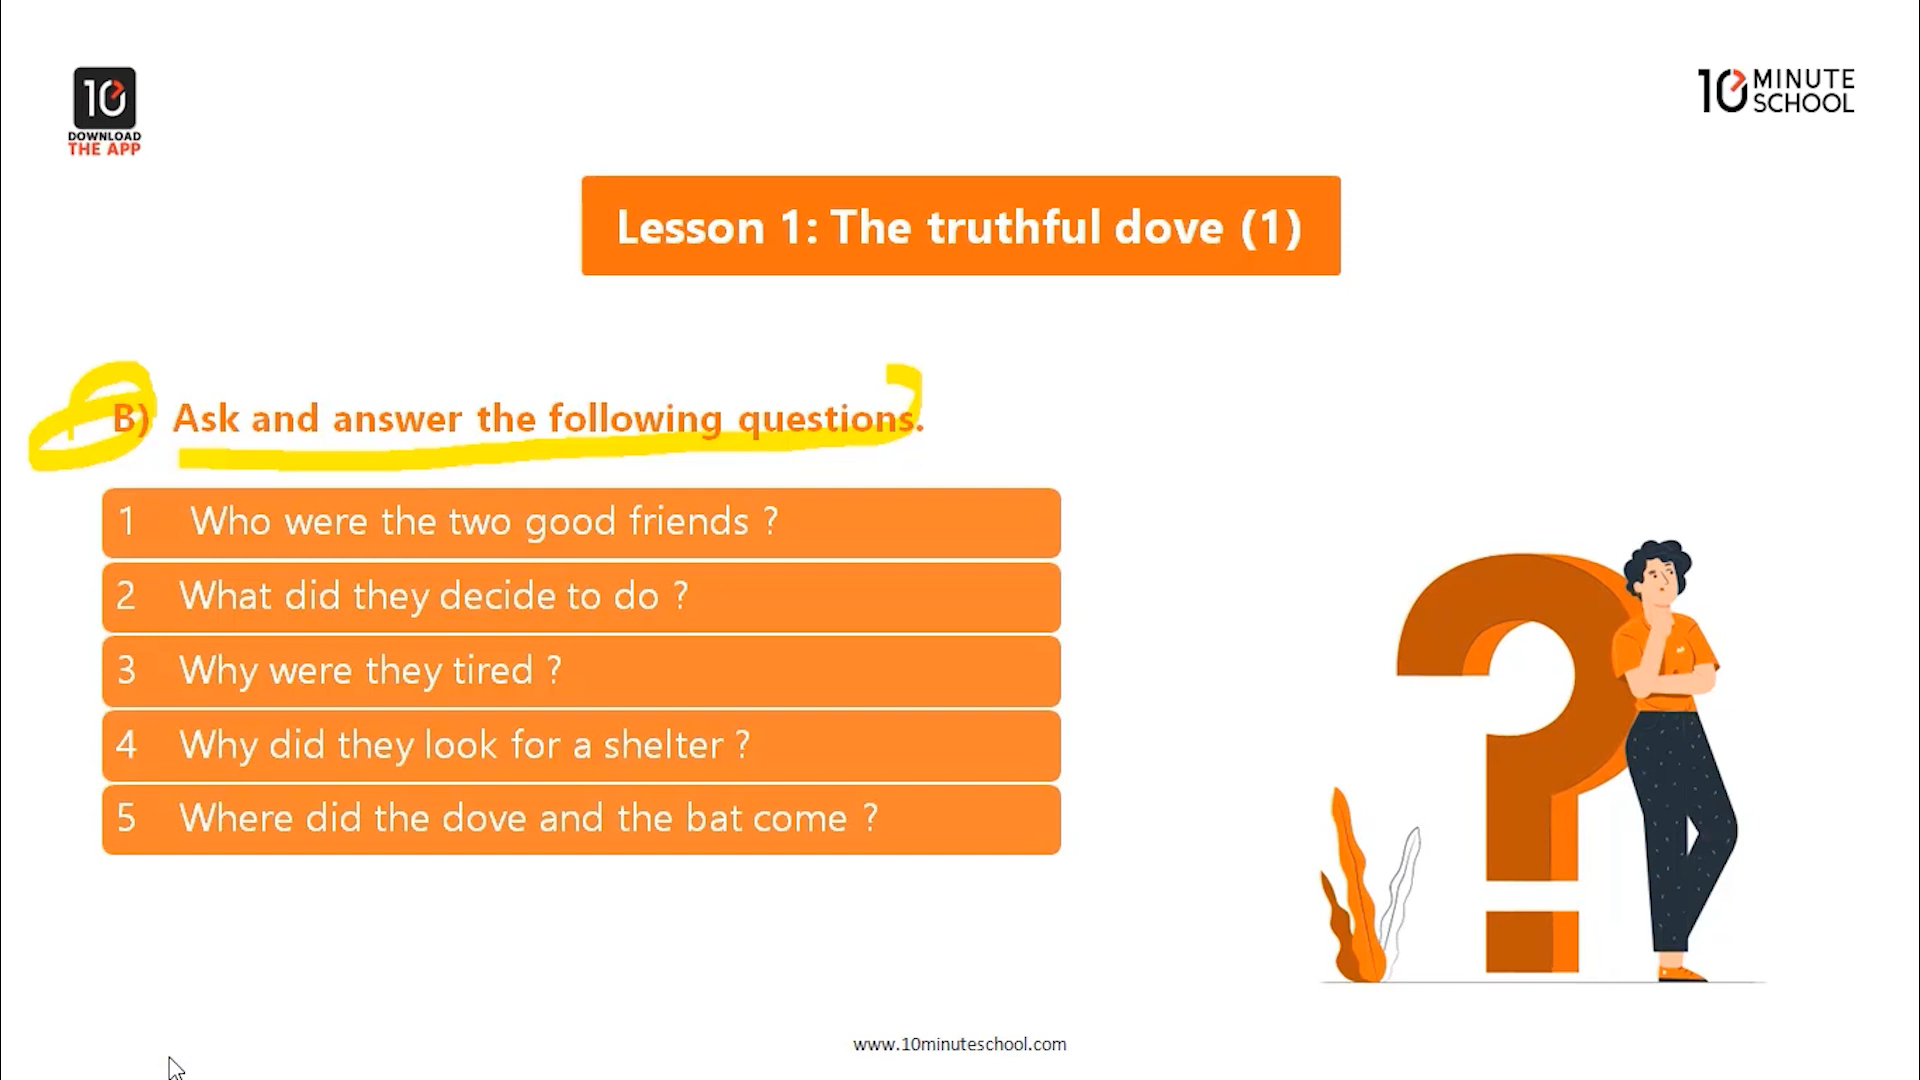 10
DOWNLOAD
THE APP
10 MINUTE
SCHOOL
Lesson 1: The truthful dove (1)
B) Ask and answer the following questions.
1 Who were the two good friends ?
2 What did they decide to do ?
3 Why were they tired ?
4 Why did they look for a shelter ?
5 Where did the dove and the bat come ?
www.10minuteschool.com